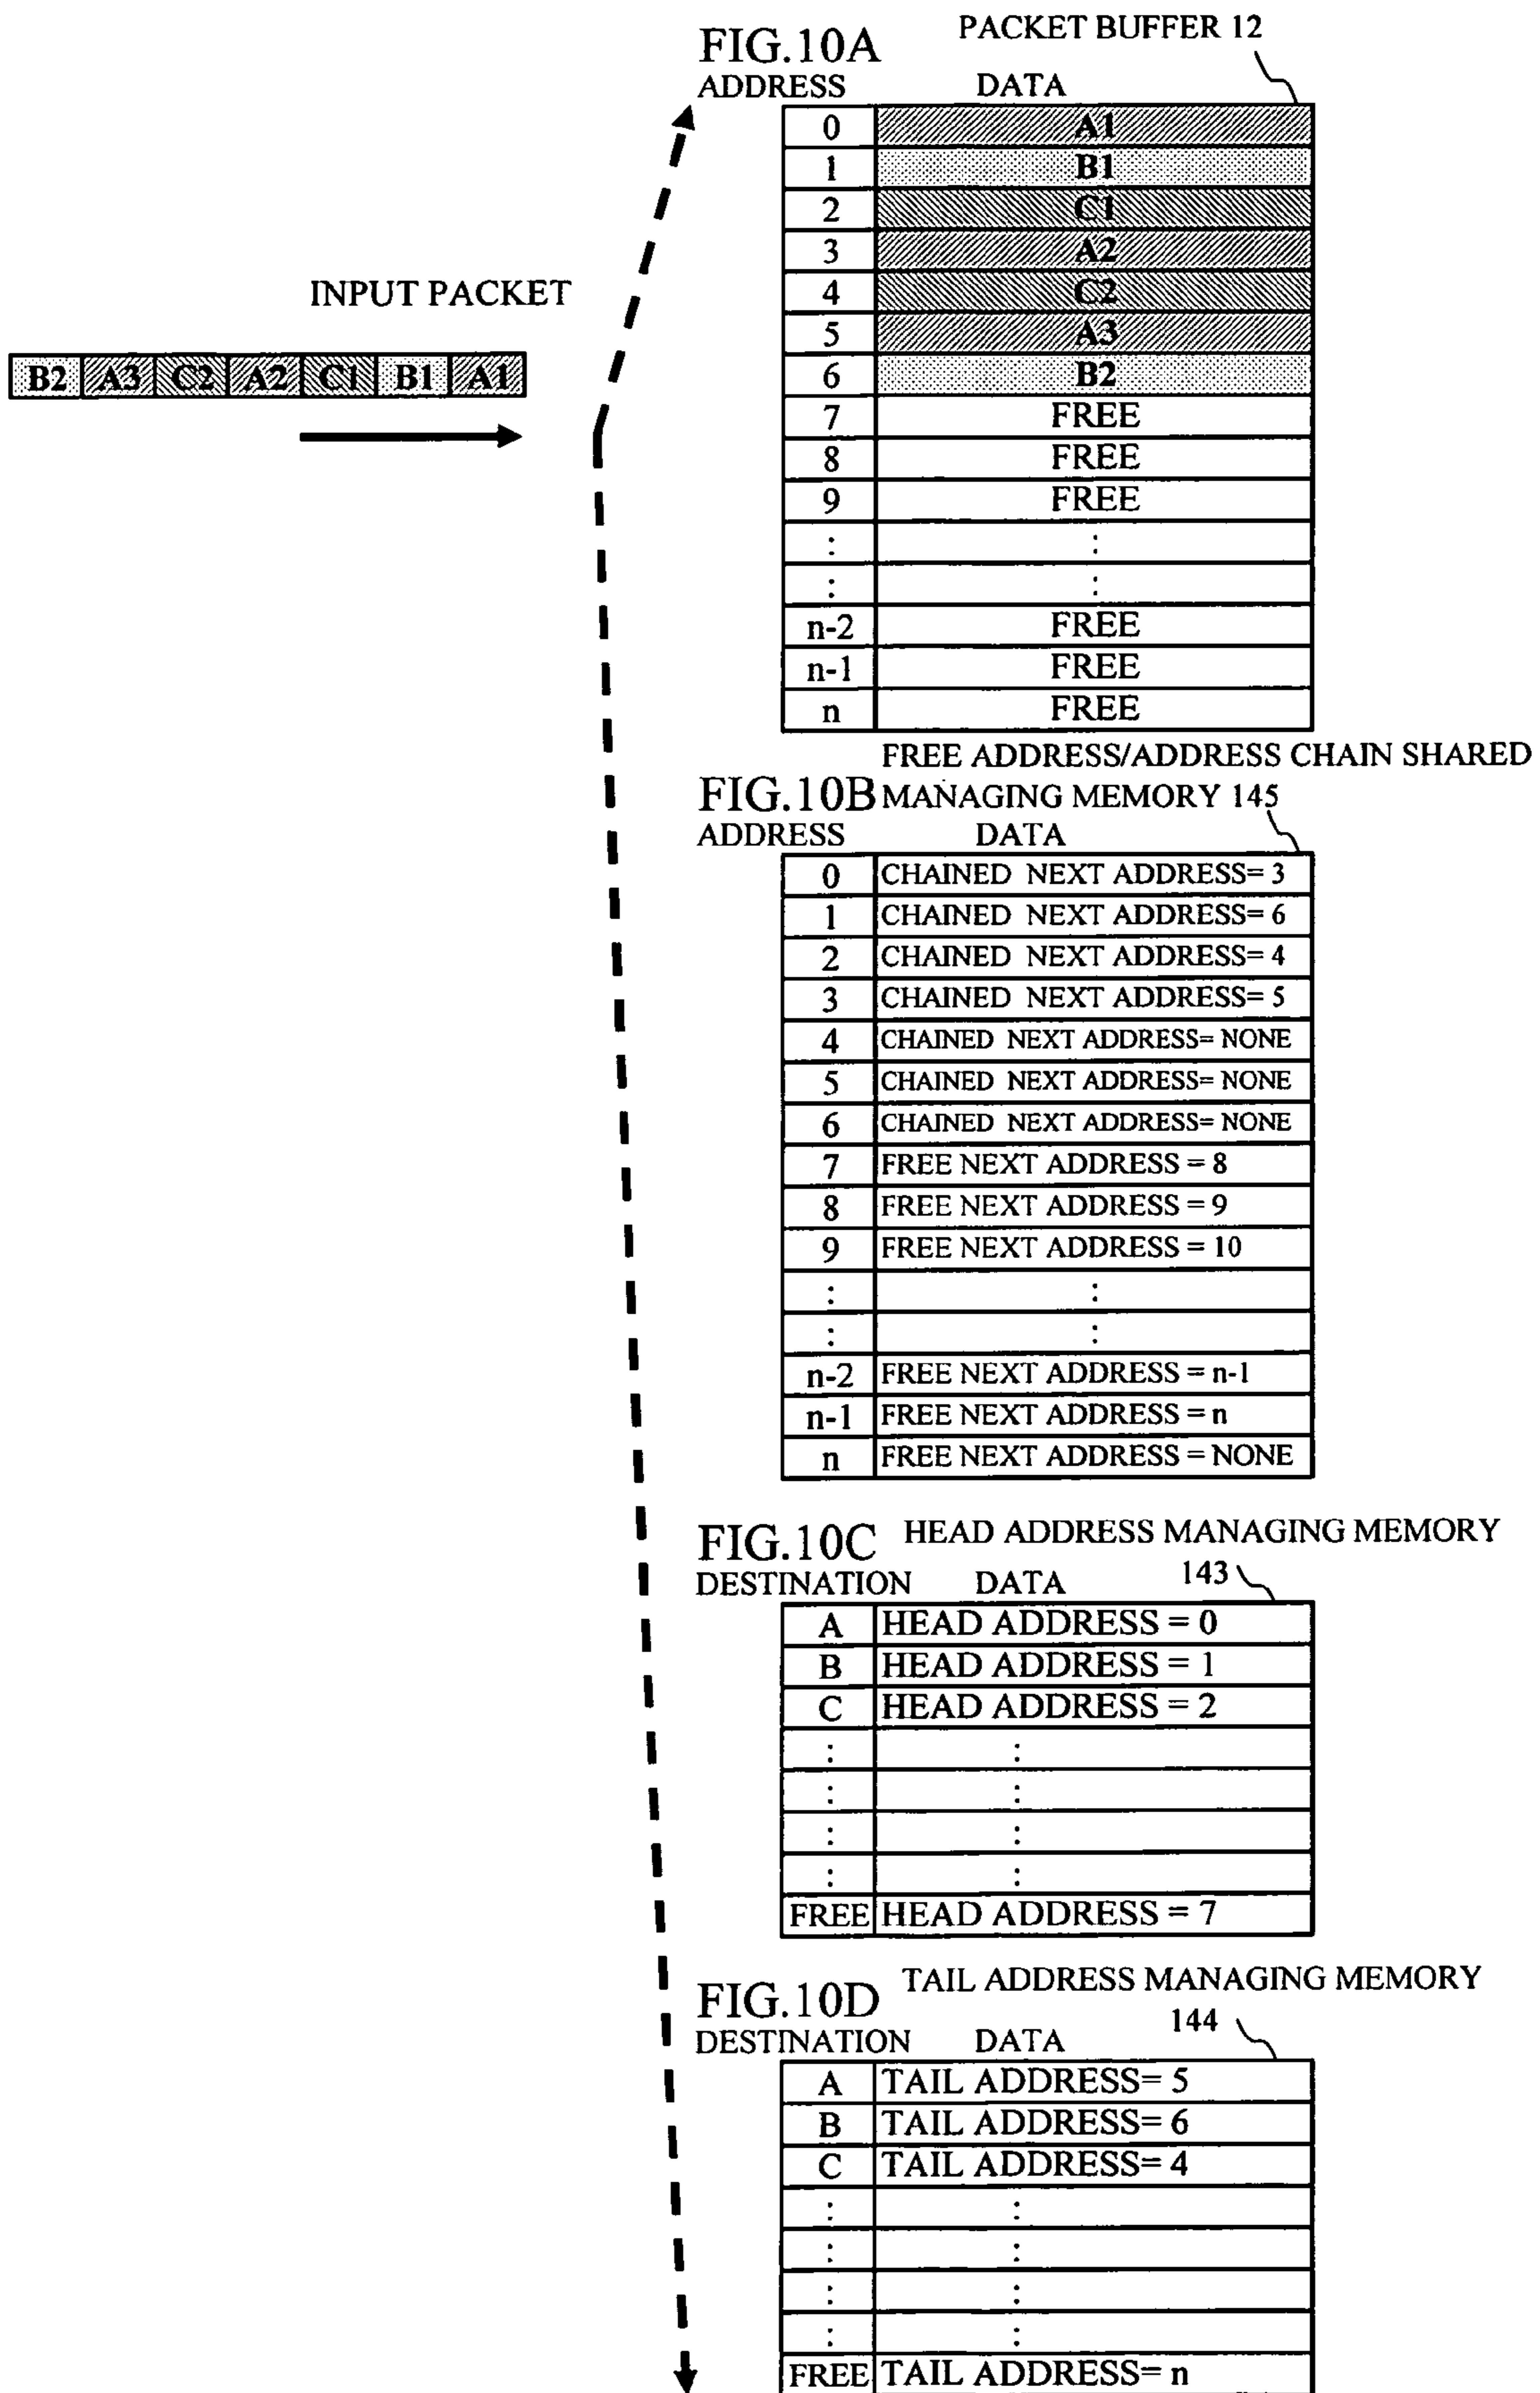 FIG.10A
PACKET BUFFER 12
ADDRESS DATA
0 A1
1 B1
2 C1
3 A2
4 C2
5 A3
6 B2
7 FREE
8 FREE
9 FREE
: :
: :
n-2 FREE
n-1 FREE
n FREE
INPUT PACKET
B2 A3 C2 A2 C1 B1 A1
FREE ADDRESS/ADDRESS CHAIN SHARED
FIG.10B MANAGING MEMORY 145
ADDRESS DATA
0 CHAINED NEXT ADDRESS= 3
1 CHAINED NEXT ADDRESS= 6
2 CHAINED NEXT ADDRESS= 4
3 CHAINED NEXT ADDRESS= 5
4 CHAINED NEXT ADDRESS= NONE
5 CHAINED NEXT ADDRESS= NONE
6 CHAINED NEXT ADDRESS= NONE
7 FREE NEXT ADDRESS = 8
8 FREE NEXT ADDRESS = 9
9 FREE NEXT ADDRESS = 10
: :
: :
n-2 FREE NEXT ADDRESS = n-1
n-1 FREE NEXT ADDRESS = n
n FREE NEXT ADDRESS = NONE
FIG.10C HEAD ADDRESS MANAGING MEMORY
DESTINATION DATA 143
A HEAD ADDRESS = 0
B HEAD ADDRESS = 1
C HEAD ADDRESS = 2
: :
: :
: :
: :
FREE HEAD ADDRESS = 7
FIG.10D TAIL ADDRESS MANAGING MEMORY
DESTINATION DATA 144
A TAIL ADDRESS= 5
B TAIL ADDRESS= 6
C TAIL ADDRESS= 4
: :
: :
: :
: :
FREE TAIL ADDRESS= n